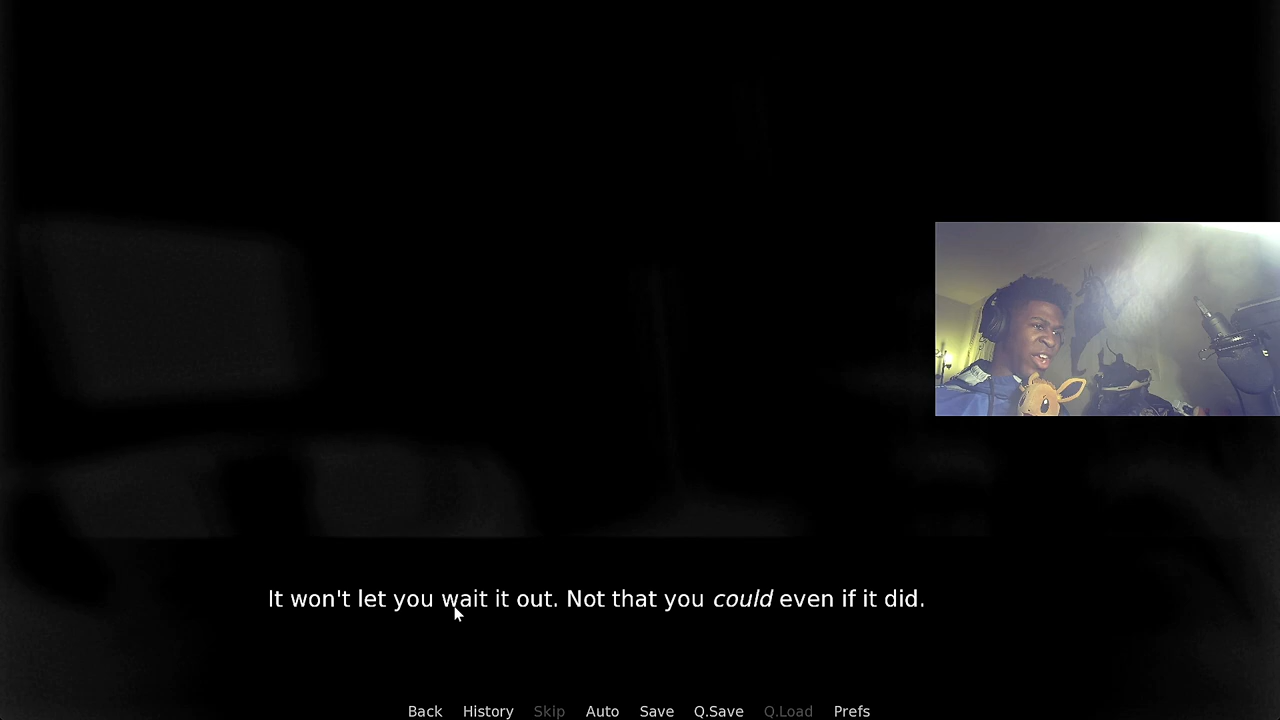 It won't let you wait it out. Not that you could even if it did.
Back History Skip Auto Save Q.Save Q.Load Prefs